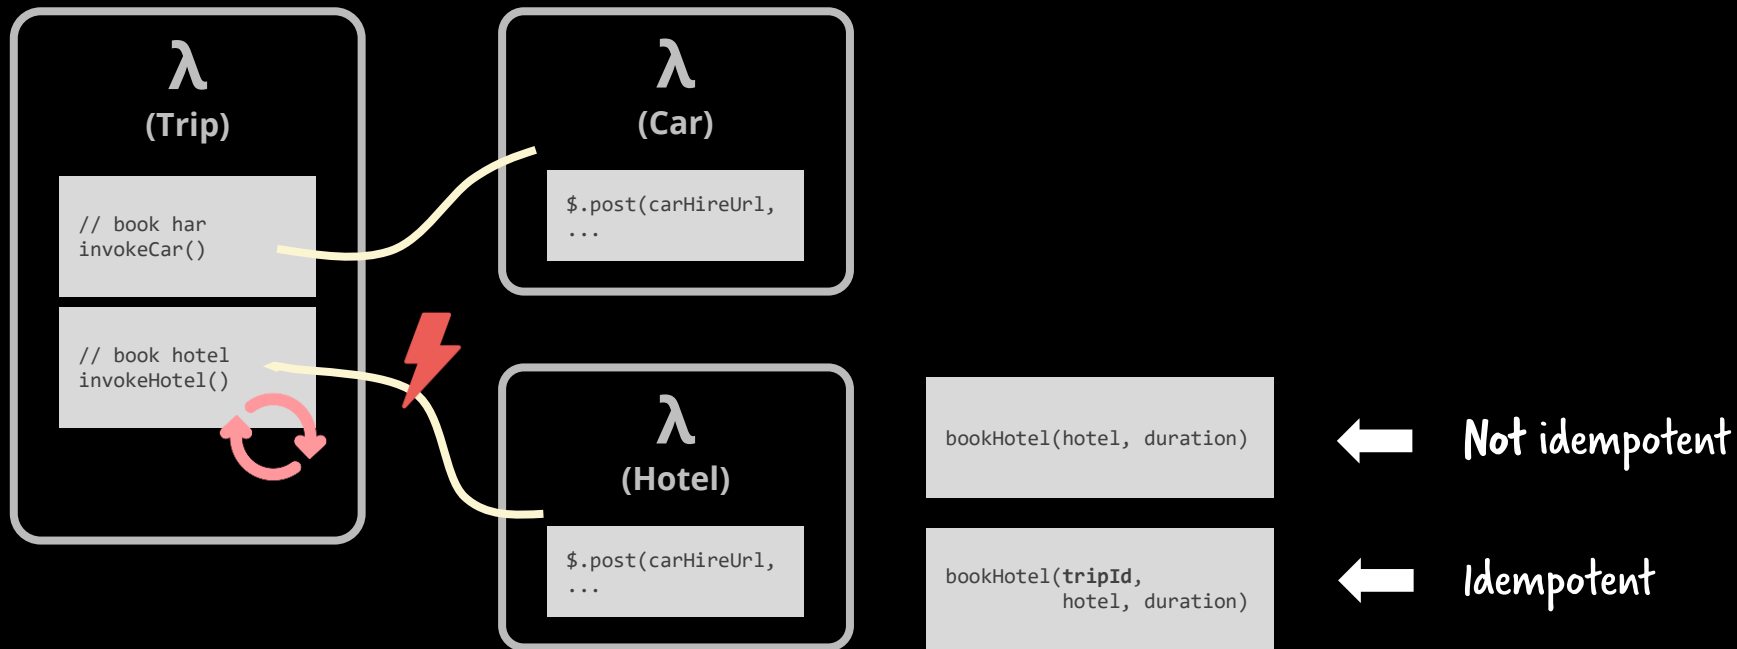 λ
(Trip)
// book har
invokeCar()
// book hotel
invokeHotel()
λ
(Car)
$.post(carHireUrl,
...
λ
(Hotel)
$.post(carHireUrl,
...
bookHotel(hotel, duration)
Not idempotent
bookHotel(tripId,
hotel, duration)
Idempotent